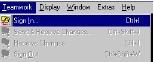 Teamwork Display Window Extras Help
Sign In... Ctrl+I
Send & Receive Changes... Ctrl+Shift+I
Receive Changes
Sign Out